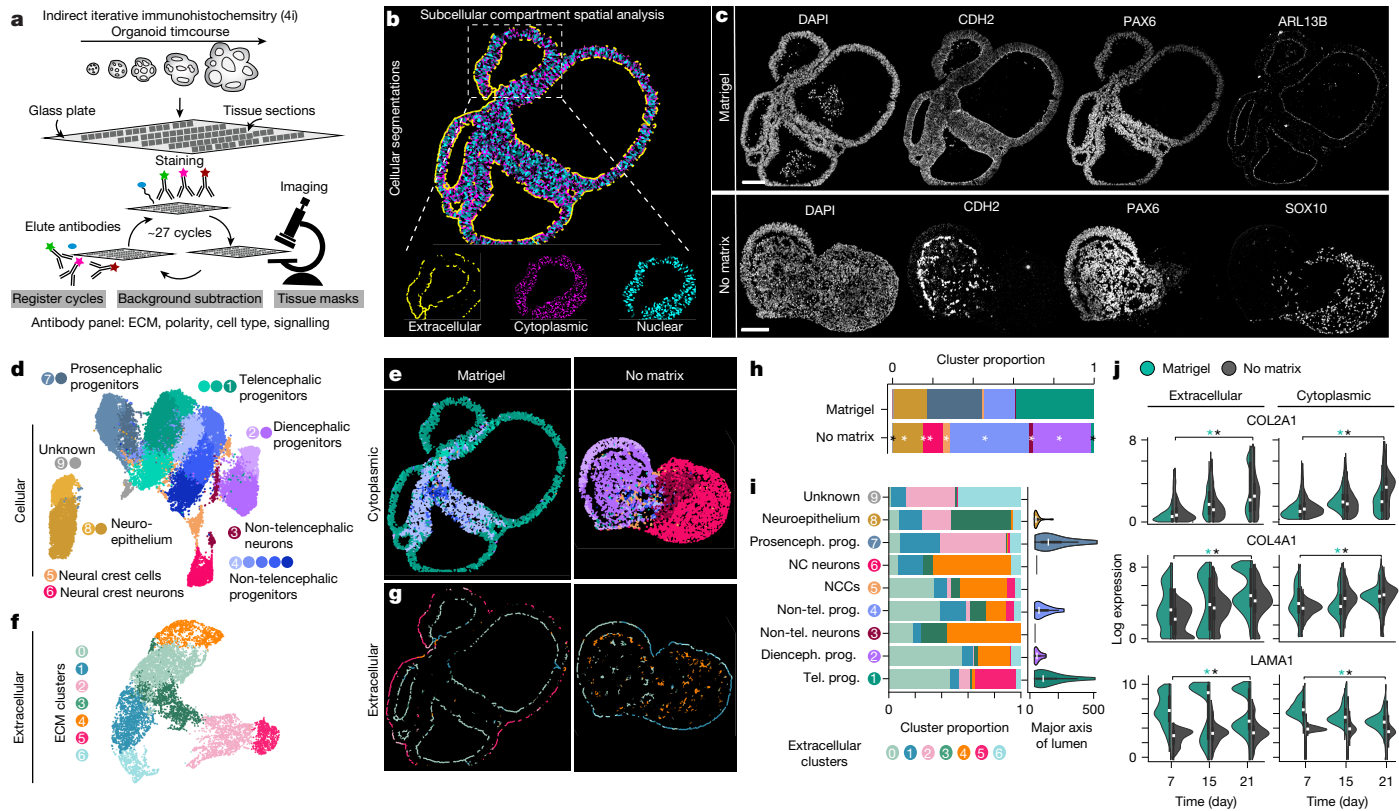 a
Indirect iterative immunohistochemsitry (4i)
Organoid timcourse
Glass plate
Tissue sections
Staining
Imaging
Elute antibodies
~27 cycles
Register cycles
Background subtraction
Tissue masks
Antibody panel: ECM, polarity, cell type, signalling
b
Subcellular compartment spatial analysis
Cellular segmentations
Extracellular
Cytoplasmic
Nuclear
c
DAPI
CDH2
PAX6
ARL13B
Matrigel
DAPI
CDH2
PAX6
SOX10
No matrix
d
7 Prosencephalic
progenitors
1 Telencephalic
progenitors
2 Diencephalic
progenitors
Unknown
9
Cellular
8 Neuro-
epithelium
3 Non-telencephalic
neurons
4
Non-telencephalic
progenitors
5 Neural crest cells
6 Neural crest neurons
e
Matrigel
No matrix
Cytoplasmic
f
Extracellular
ECM clusters
0
1
2
3
4
5
6
g
Extracellular
h
Cluster proportion
0
1
Matrigel
No matrix
* * * * * * * * * *
i
Unknown 9
Neuroepithelium 8
Prosenceph. prog. 7
NC neurons 6
NCCs 5
Non-tel. prog. 4
Non-tel. neurons 3
Dienceph. prog. 2
Tel. prog. 1
0 1
Cluster proportion
0 500
Major axis
of lumen
Extracellular
clusters
0 1 2 3 4 5 6
j
Matrigel
No matrix
Extracellular
Cytoplasmic
COL2A1
8
0
**
**
COL4A1
8
0
**
**
Log expression
LAMA1
10
5
0
**
**
7 15 21
7 15 21
Time (day)
Time (day)